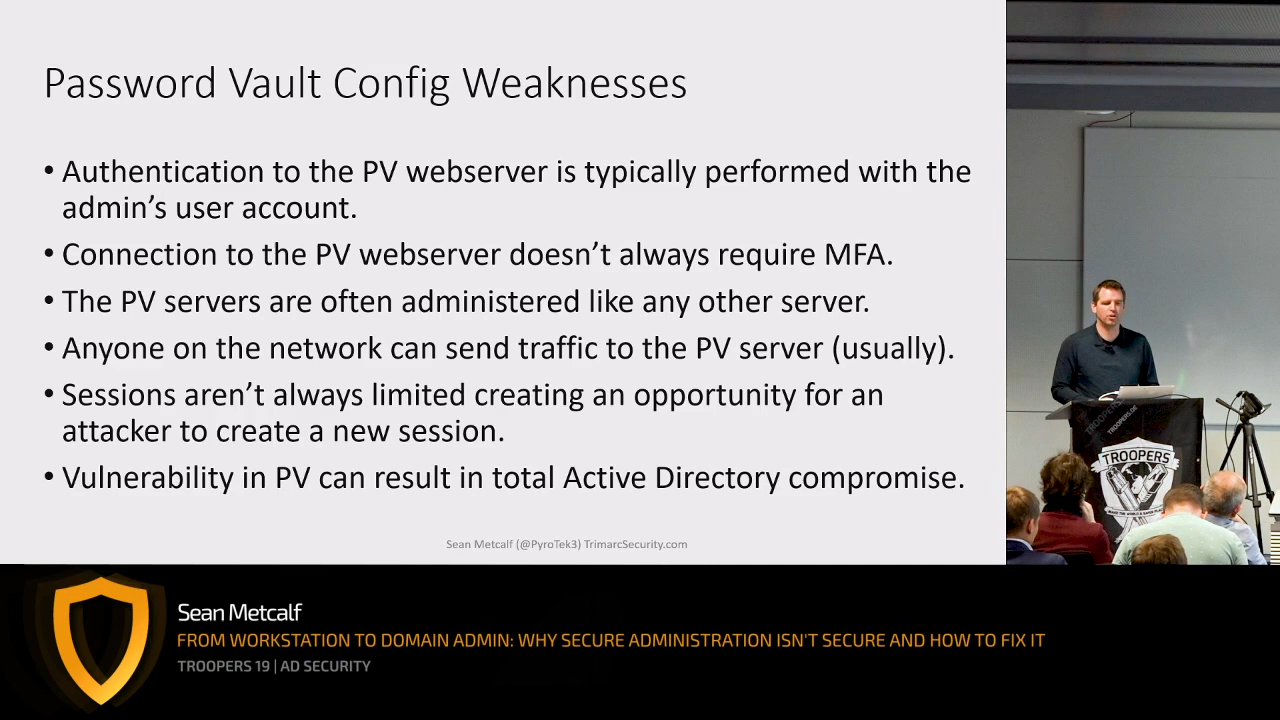 Password Vault Config Weaknesses
• Authentication to the PV webserver is typically performed with the
admin’s user account.
• Connection to the PV webserver doesn’t always require MFA.
• The PV servers are often administered like any other server.
• Anyone on the network can send traffic to the PV server (usually).
• Sessions aren’t always limited creating an opportunity for an
attacker to create a new session.
• Vulnerability in PV can result in total Active Directory compromise.
Sean Metcalf (@PyroTek3) TrimarcSecurity.com
TROOPERS
TROOPERS.DE
TROOPERS
Sean Metcalf
FROM WORKSTATION TO DOMAIN ADMIN: WHY SECURE ADMINISTRATION ISN'T SECURE AND HOW TO FIX IT
TROOPERS 19 | AD SECURITY